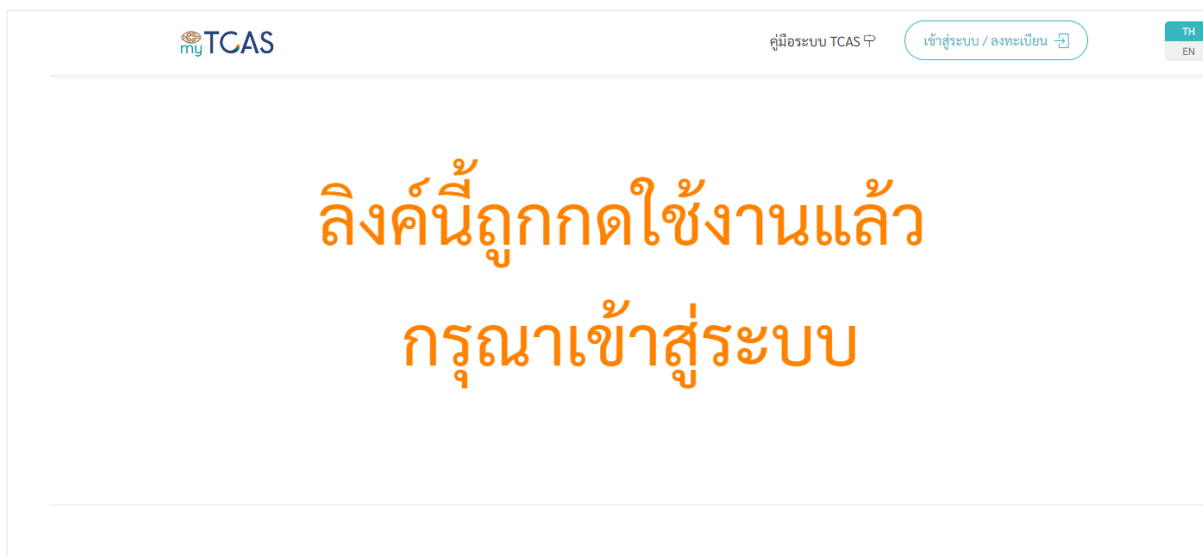 myTCAS
คู่มือระบบ TCAS
เข้าสู่ระบบ / ลงทะเบียน
TH
EN
ลิงค์นี้ถูกกดใช้งานแล้ว
กรุณาเข้าสู่ระบบ